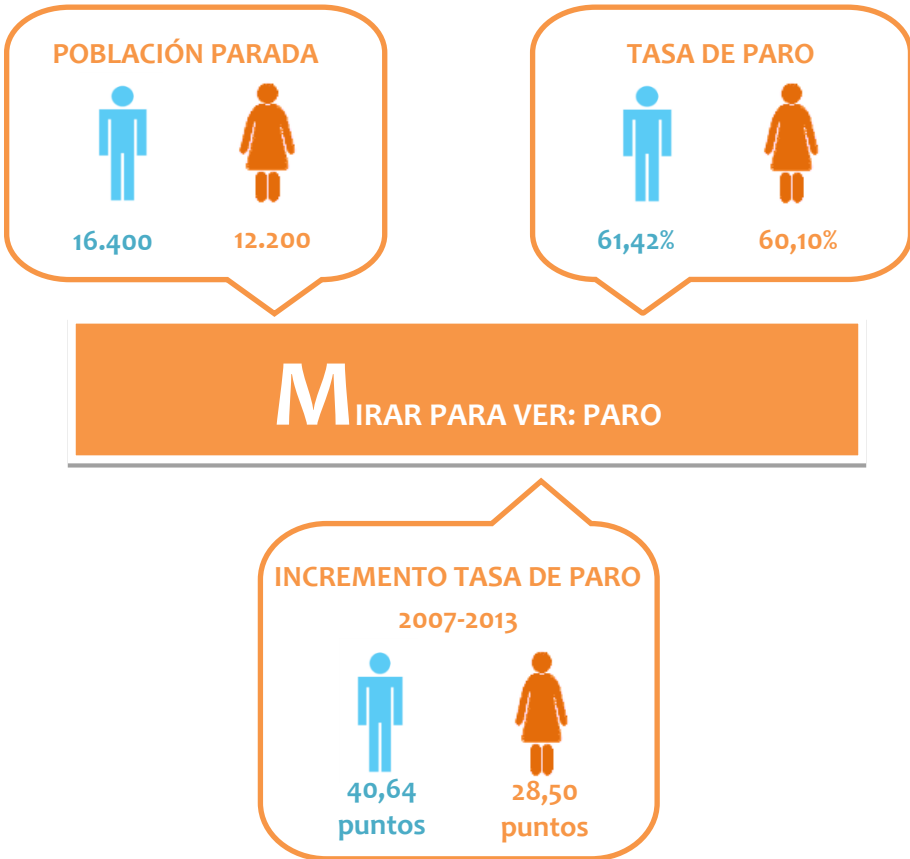 POBLACIÓN PARADA
16.400 12.200
TASA DE PARO
61,42% 60,10%
MIRAR PARA VER: PARO
INCREMENTO TASA DE PARO
2007-2013
40,64 28,50
puntos puntos